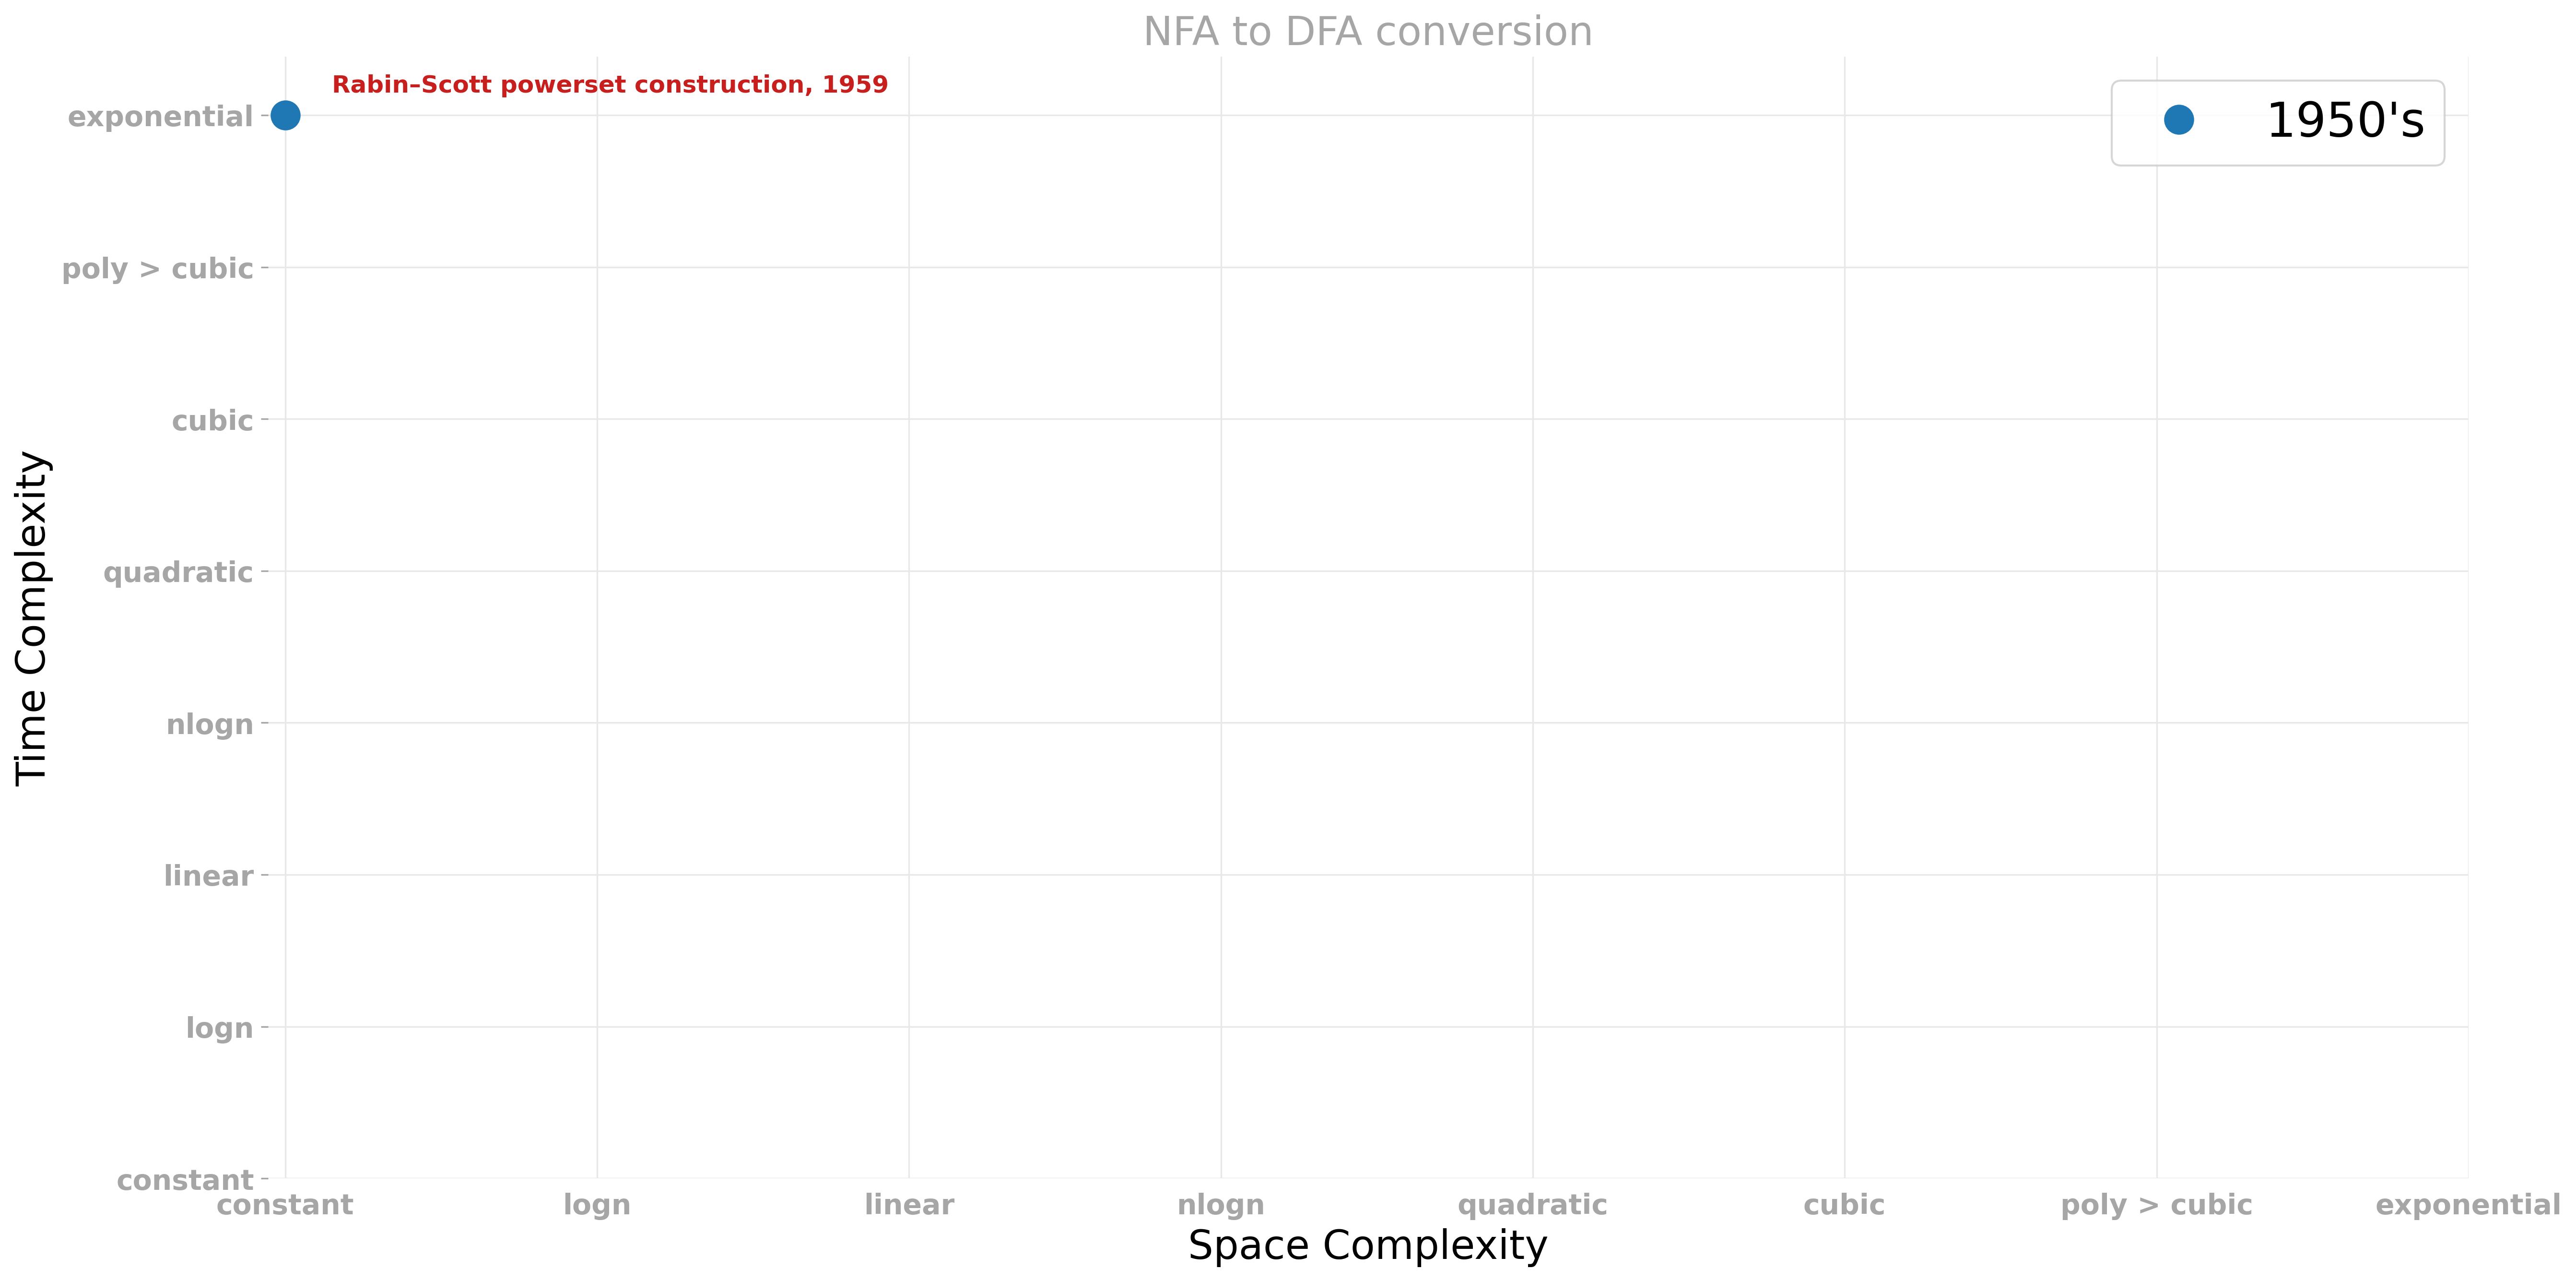 NFA to DFA conversion
Rabin–Scott powerset construction, 1959
1950's
Time Complexity
exponential
poly > cubic
cubic
quadratic
nlogn
linear
logn
constant
constant logn linear nlogn quadratic cubic poly > cubic exponential
Space Complexity